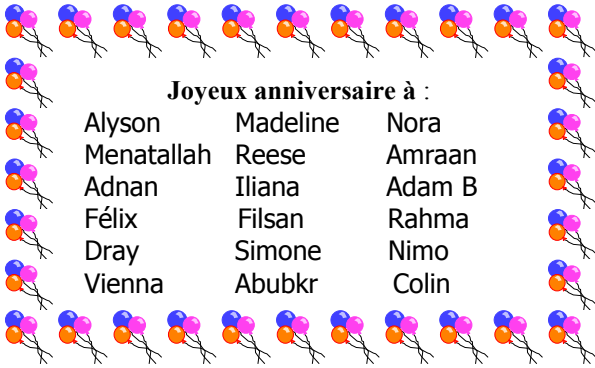 Joyeux anniversaire à :
Alyson Madeline Nora
Menatallah Reese Amraan
Adnan Iliana Adam B
Félix Filsan Rahma
Dray Simone Nimo
Vienna Abubkr Colin